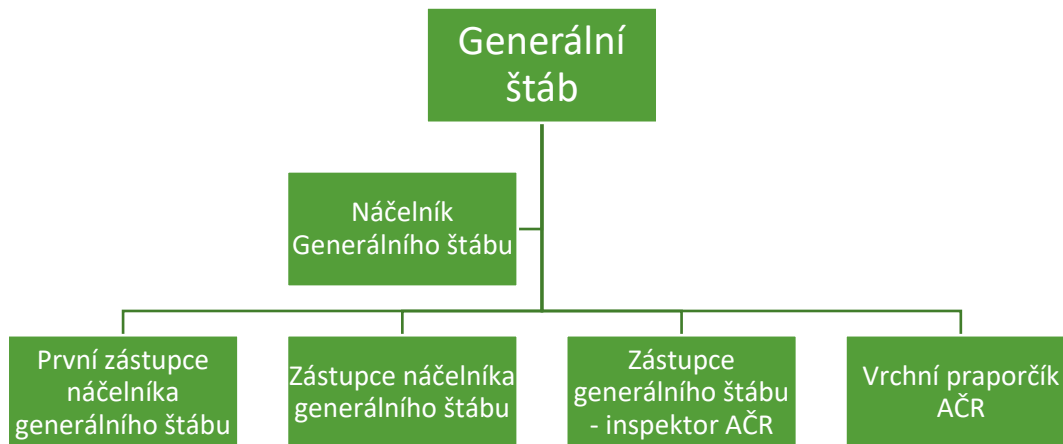 Generální
štáb
Náčelník
Generálního štábu
První zástupce
náčelníka
generálního štábu
Zástupce náčelníka
generálního štábu
Zástupce
generálního štábu
- inspektor AČR
Vrchní praporčík
AČR